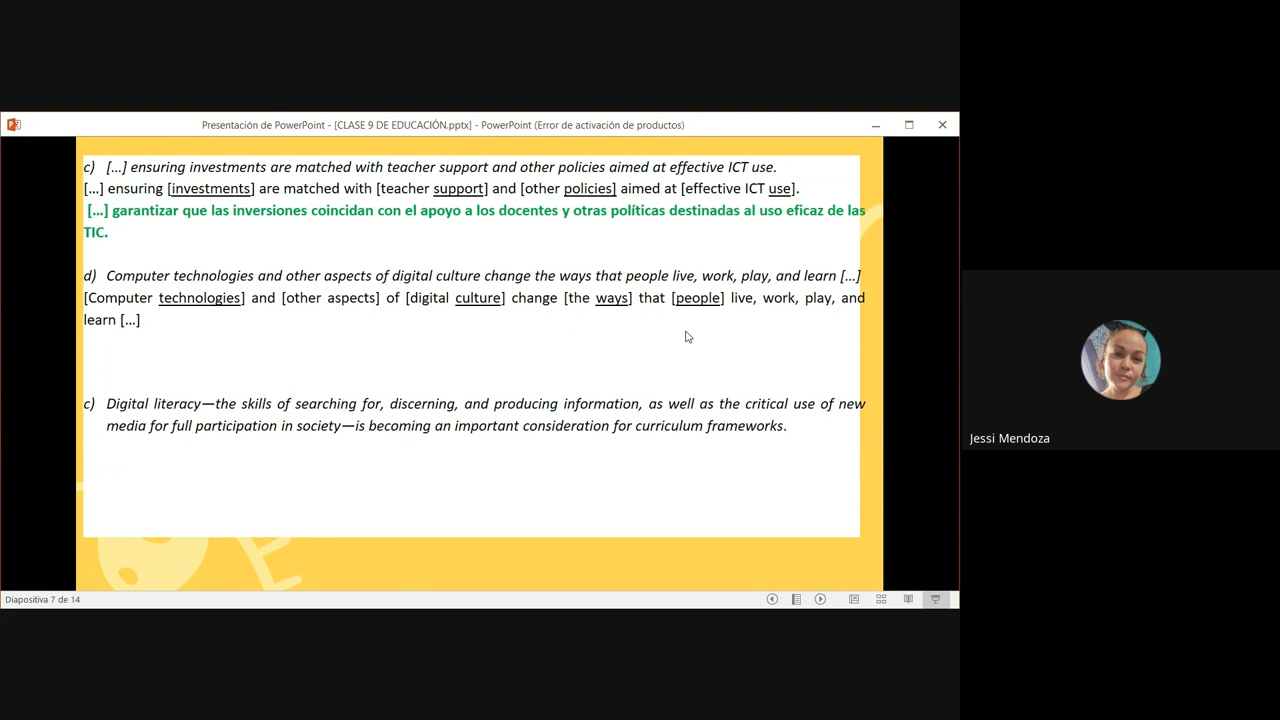 Presentación de PowerPoint - [CLASE 9 DE EDUCACIÓN.pptx] - PowerPoint (Error de activación de productos)
c) [...] ensuring investments are matched with teacher support and other policies aimed at effective ICT use.
[...] ensuring [investments] are matched with [teacher support] and [other policies] aimed at [effective ICT use].
[...] garantizar que las inversiones coincidan con el apoyo a los docentes y otras políticas destinadas al uso eficaz de las
TIC.
d) Computer technologies and other aspects of digital culture change the ways that people live, work, play, and learn [...]
[Computer technologies] and [other aspects] of [digital culture] change [the ways] that [people] live, work, play, and
learn [...]
c) Digital literacy—the skills of searching for, discerning, and producing information, as well as the critical use of new
media for full participation in society—is becoming an important consideration for curriculum frameworks.
Jessi Mendoza
Diapositiva 7 de 14